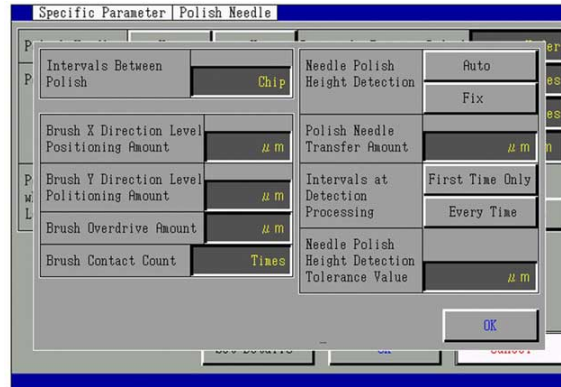 Specific Parameter Polish Needle
Intervals Between
Polish
Chip
Brush X Direction Level
Positioning Amount
μm
Brush Y Direction Level
Politioning Amount
μm
Brush Overdrive Amount
μm
Brush Contact Count
Times
Needle Polish
Height Detection
Auto
Fix
Polish Needle
Transfer Amount
μm
Intervals at
Detection
Processing
First Time Only
Every Time
Needle Polish
Height Detection
Tolerance Value
μm
OK